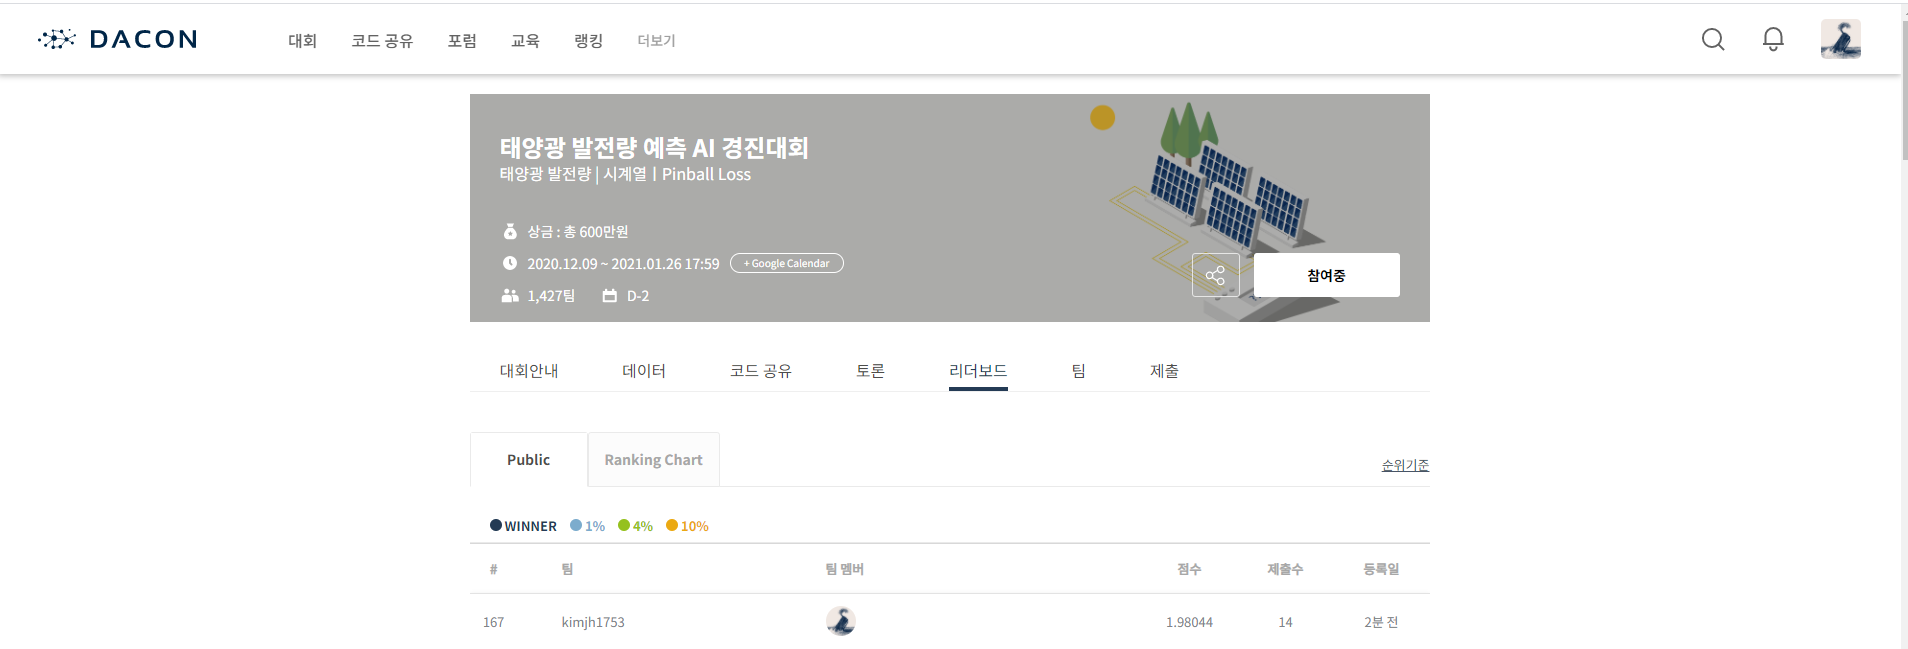 DACON 대회 코드 공유 포럼 교육 랭킹 더보기
태양광 발전량 예측 AI 경진대회
태양광 발전량 | 시계열 | Pinball Loss
상금 : 총 600만원
2020.12.09 ~ 2021.01.26 17:59 + Google Calendar
1,427팀 D-2
참여중
대회안내 데이터 코드 공유 토론 리더보드 팀 제출
Public Ranking Chart 순위기준
WINNER 1% 4% 10%
# 팀 팀 멤버 점수 제출수 등록일
167 kimjh1753 1.98044 14 2분 전